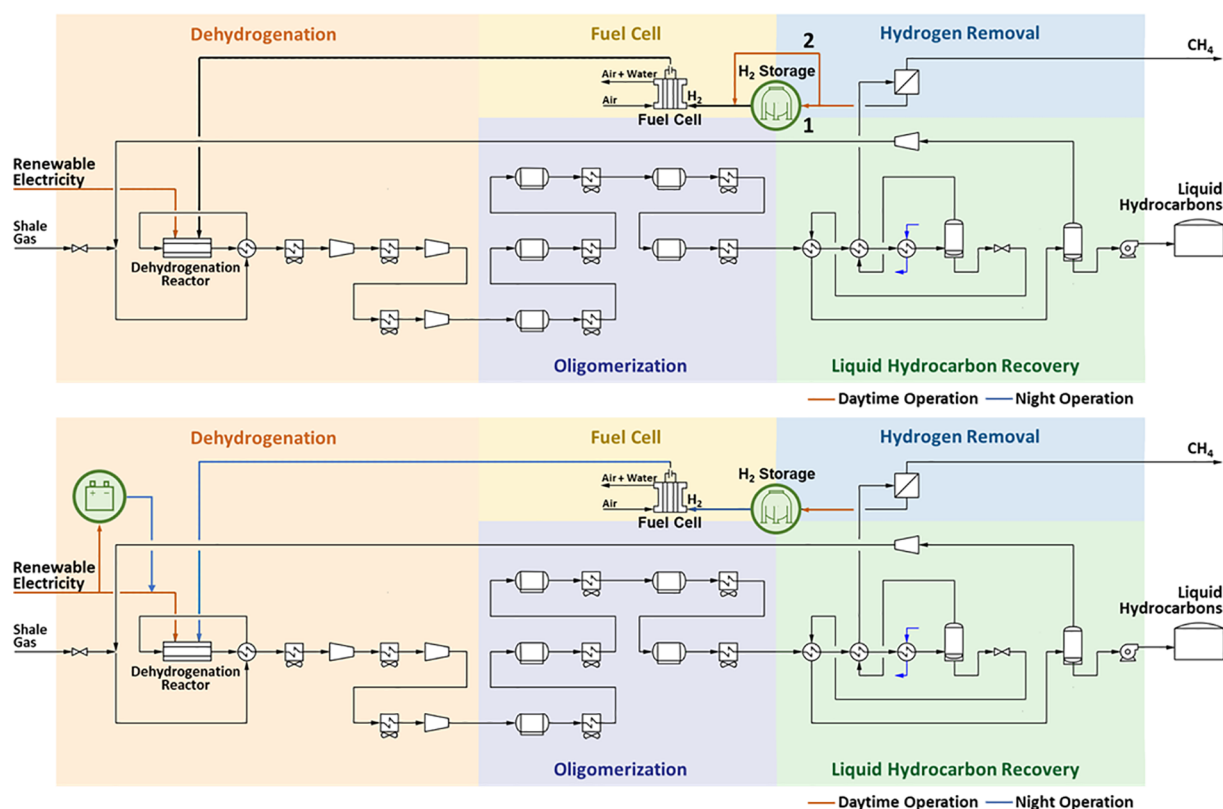 Dehydrogenation
Fuel Cell
Hydrogen Removal
2
CH4
H2 Storage
Air + Water
H2
Air
Fuel Cell
1
Renewable
Electricity
Liquid
Hydrocarbons
Shale
Gas
Dehydrogenation
Reactor
Oligomerization
Liquid Hydrocarbon Recovery
Daytime Operation
Night Operation
Dehydrogenation
Fuel Cell
Hydrogen Removal
CH4
H2 Storage
+ -
Air + Water
H2
Air
Fuel Cell
Renewable
Electricity
Liquid
Hydrocarbons
Shale
Gas
Dehydrogenation
Reactor
Oligomerization
Liquid Hydrocarbon Recovery
Daytime Operation
Night Operation